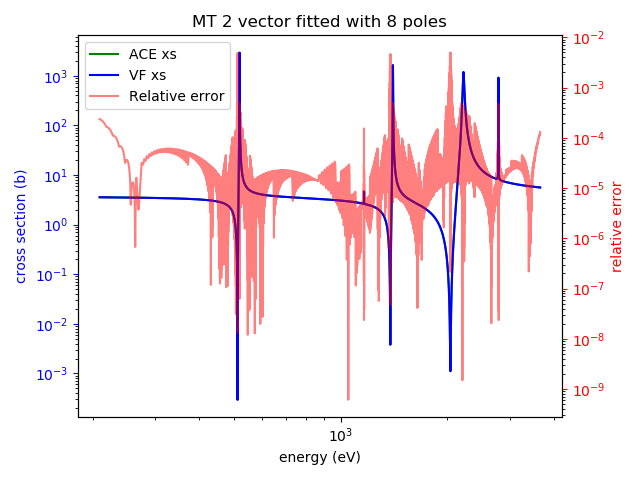 MT 2 vector fitted with 8 poles
ACE xs
VF xs
Relative error
10³
10²
10¹
10⁰
10⁻¹
10⁻²
10⁻³
cross section (b)
10⁻²
10⁻³
10⁻⁴
10⁻⁵
10⁻⁶
10⁻⁷
10⁻⁸
10⁻⁹
relative error
10³
energy (eV)